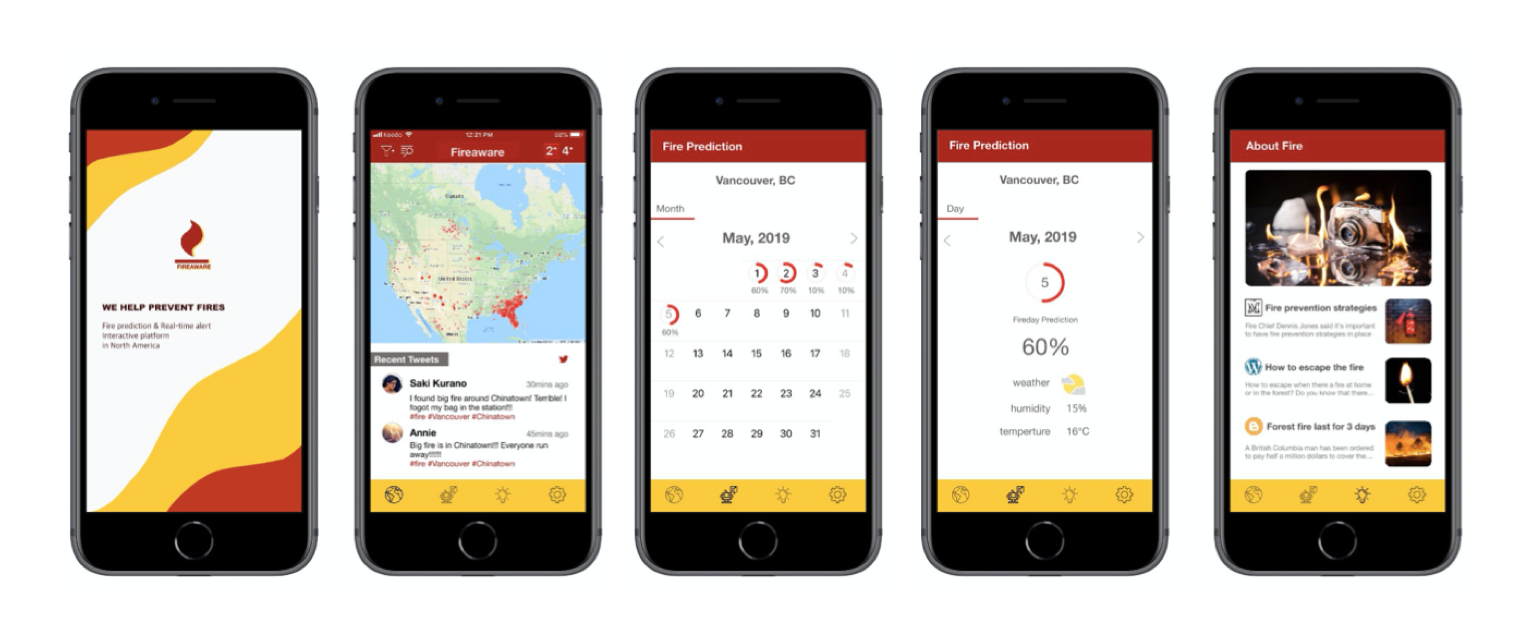 FIREAWARE
WE HELP PREVENT FIRES
Fire prediction & Real-time alert
Interactive platform
in North America
Koodo 12:21 PM 88%
Fireaware 2° 4°
Canada
United States
Mexico
Recent Tweets
Saki Kurano 30mins ago
I found big fire around Chinatown! Terrible! I
fogot my bag in the station!!!
#fire #Vancouver #Chinatown
Annie 45mins ago
Big fire is in Chinatown!!! Everyone run
away!!!!!!
#fire #Vancouver #Chinatown
Fire Prediction
Vancouver, BC
Month
May, 2019
1 2 3 4
60% 70% 10% 10%
5 6 7 8 9 10 11
60%
12 13 14 15 16 17 18
19 20 21 22 23 24 25
26 27 28 29 30 31
Fire Prediction
Vancouver, BC
Day
May, 2019
5
Fireday Prediction
60%
weather
humidity 15%
temperture 16°C
About Fire
Fire prevention strategies
Fire Chief Dennis Jones said it's important
to have fire prevention strategies in place
How to escape the fire
How to escape when there a fire at home
or in the forest? Do you know that there...
Forest fire last for 3 days
A British Columbia man has been ordered
to pay half a million dollars to cover the...